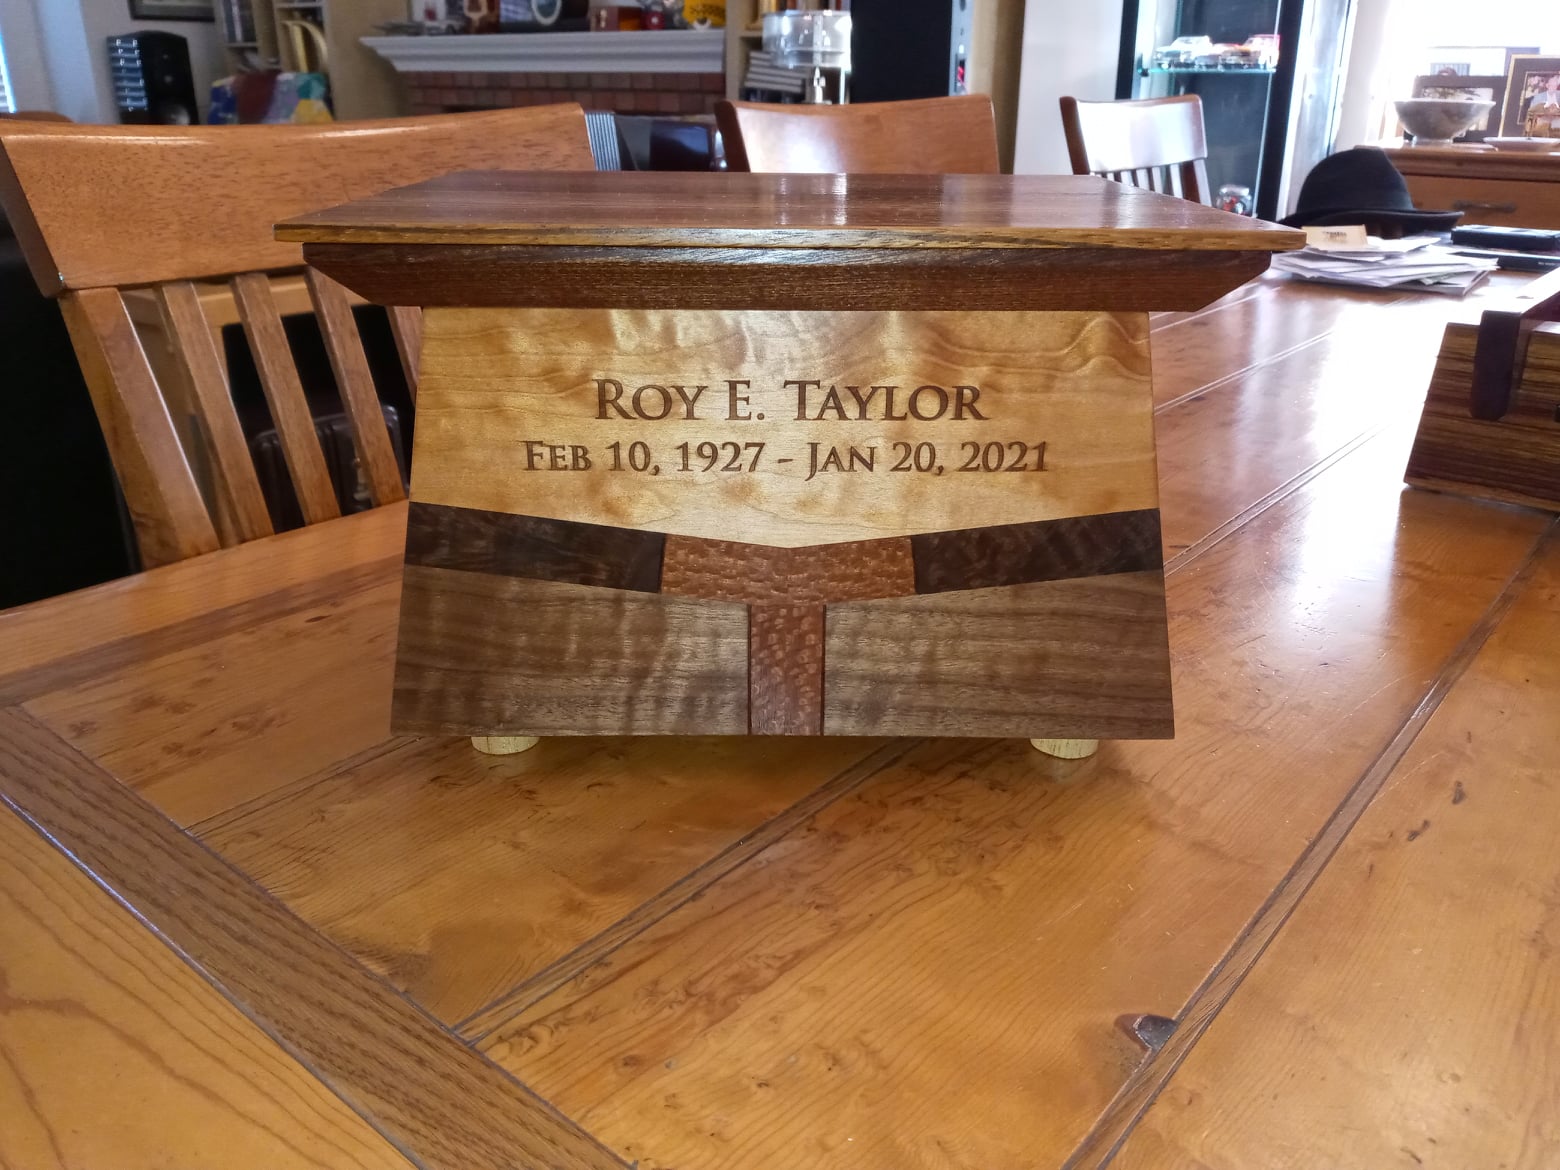 Roy E. Taylor
Feb 10, 1927 - Jan 20, 2021